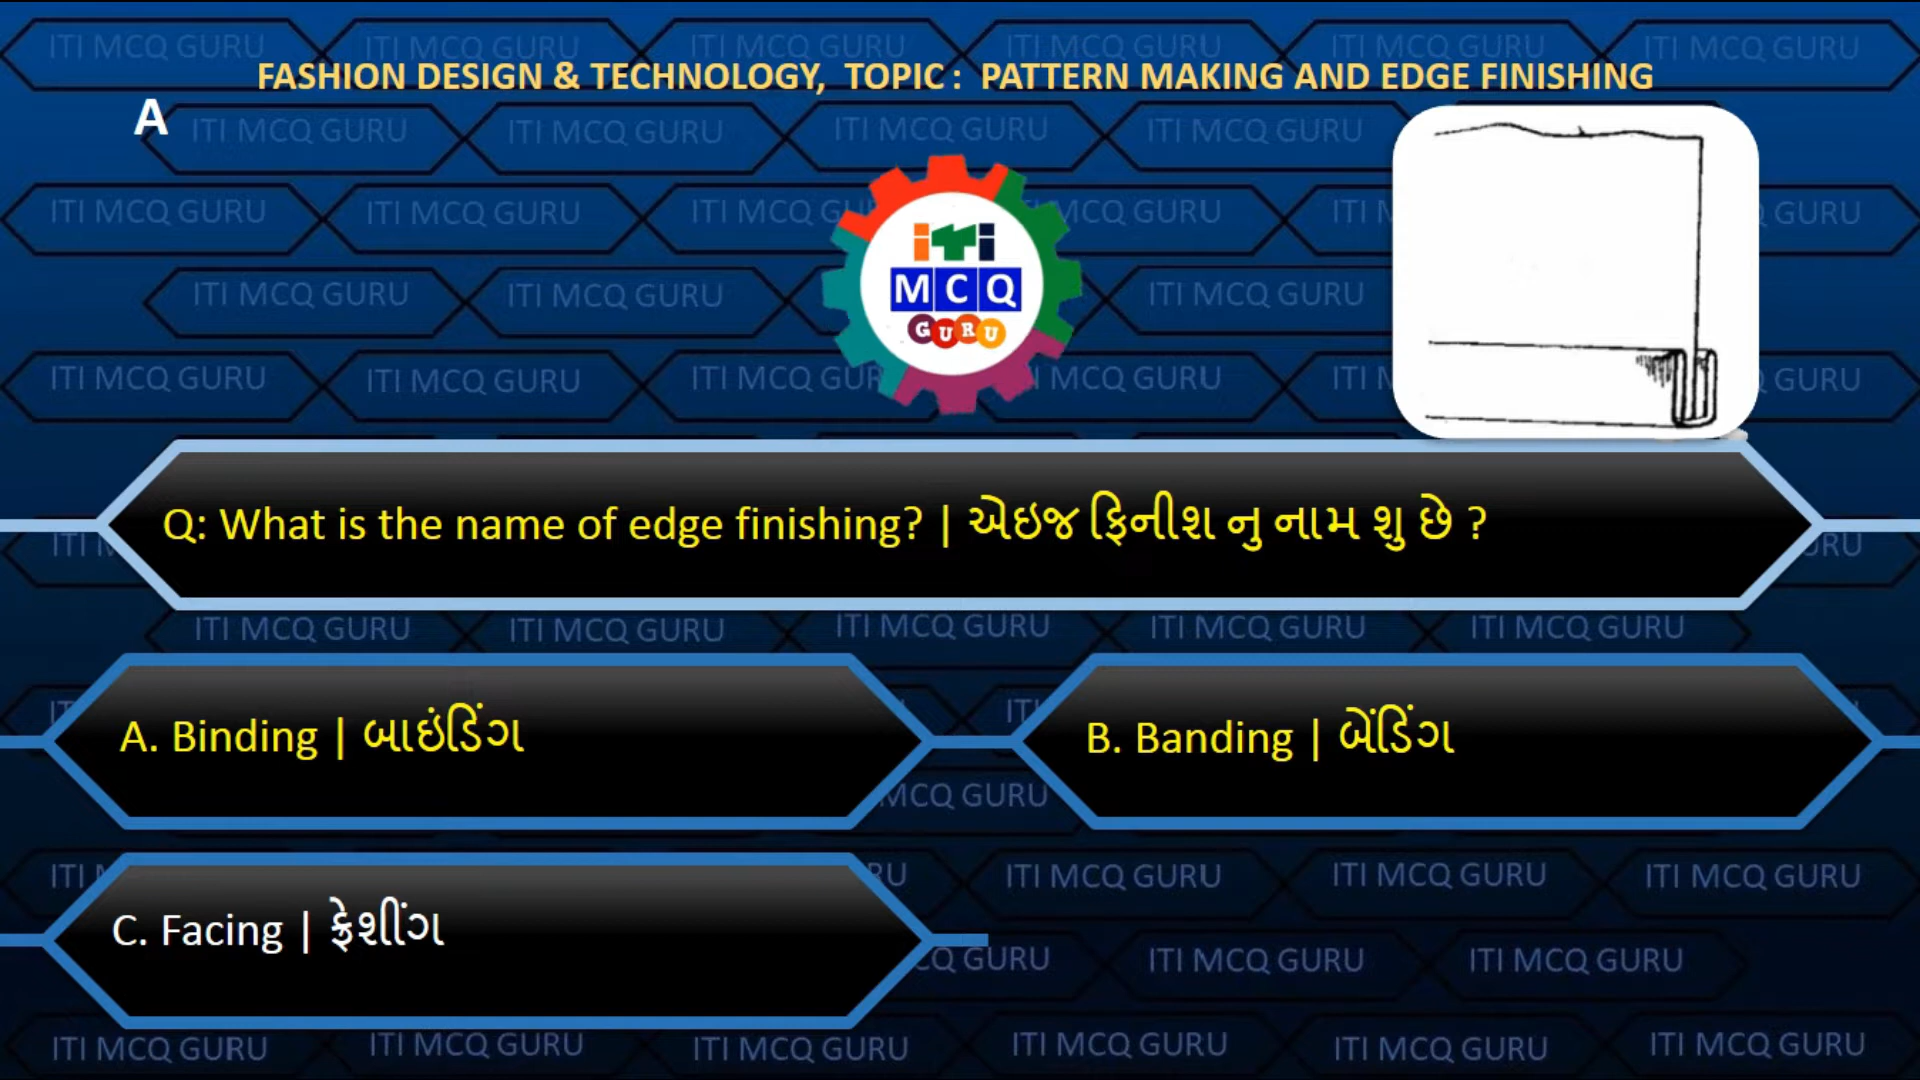 FASHION DESIGN & TECHNOLOGY, TOPIC : PATTERN MAKING AND EDGE FINISHING
A
iTi
MCQ
GURU
Q: What is the name of edge finishing? | એઇજ ફિનીશ નુ નામ શુ છે ?
A. Binding | બાઇંડિંગ
B. Banding | બેંડિંગ
C. Facing | ફેશીંગ